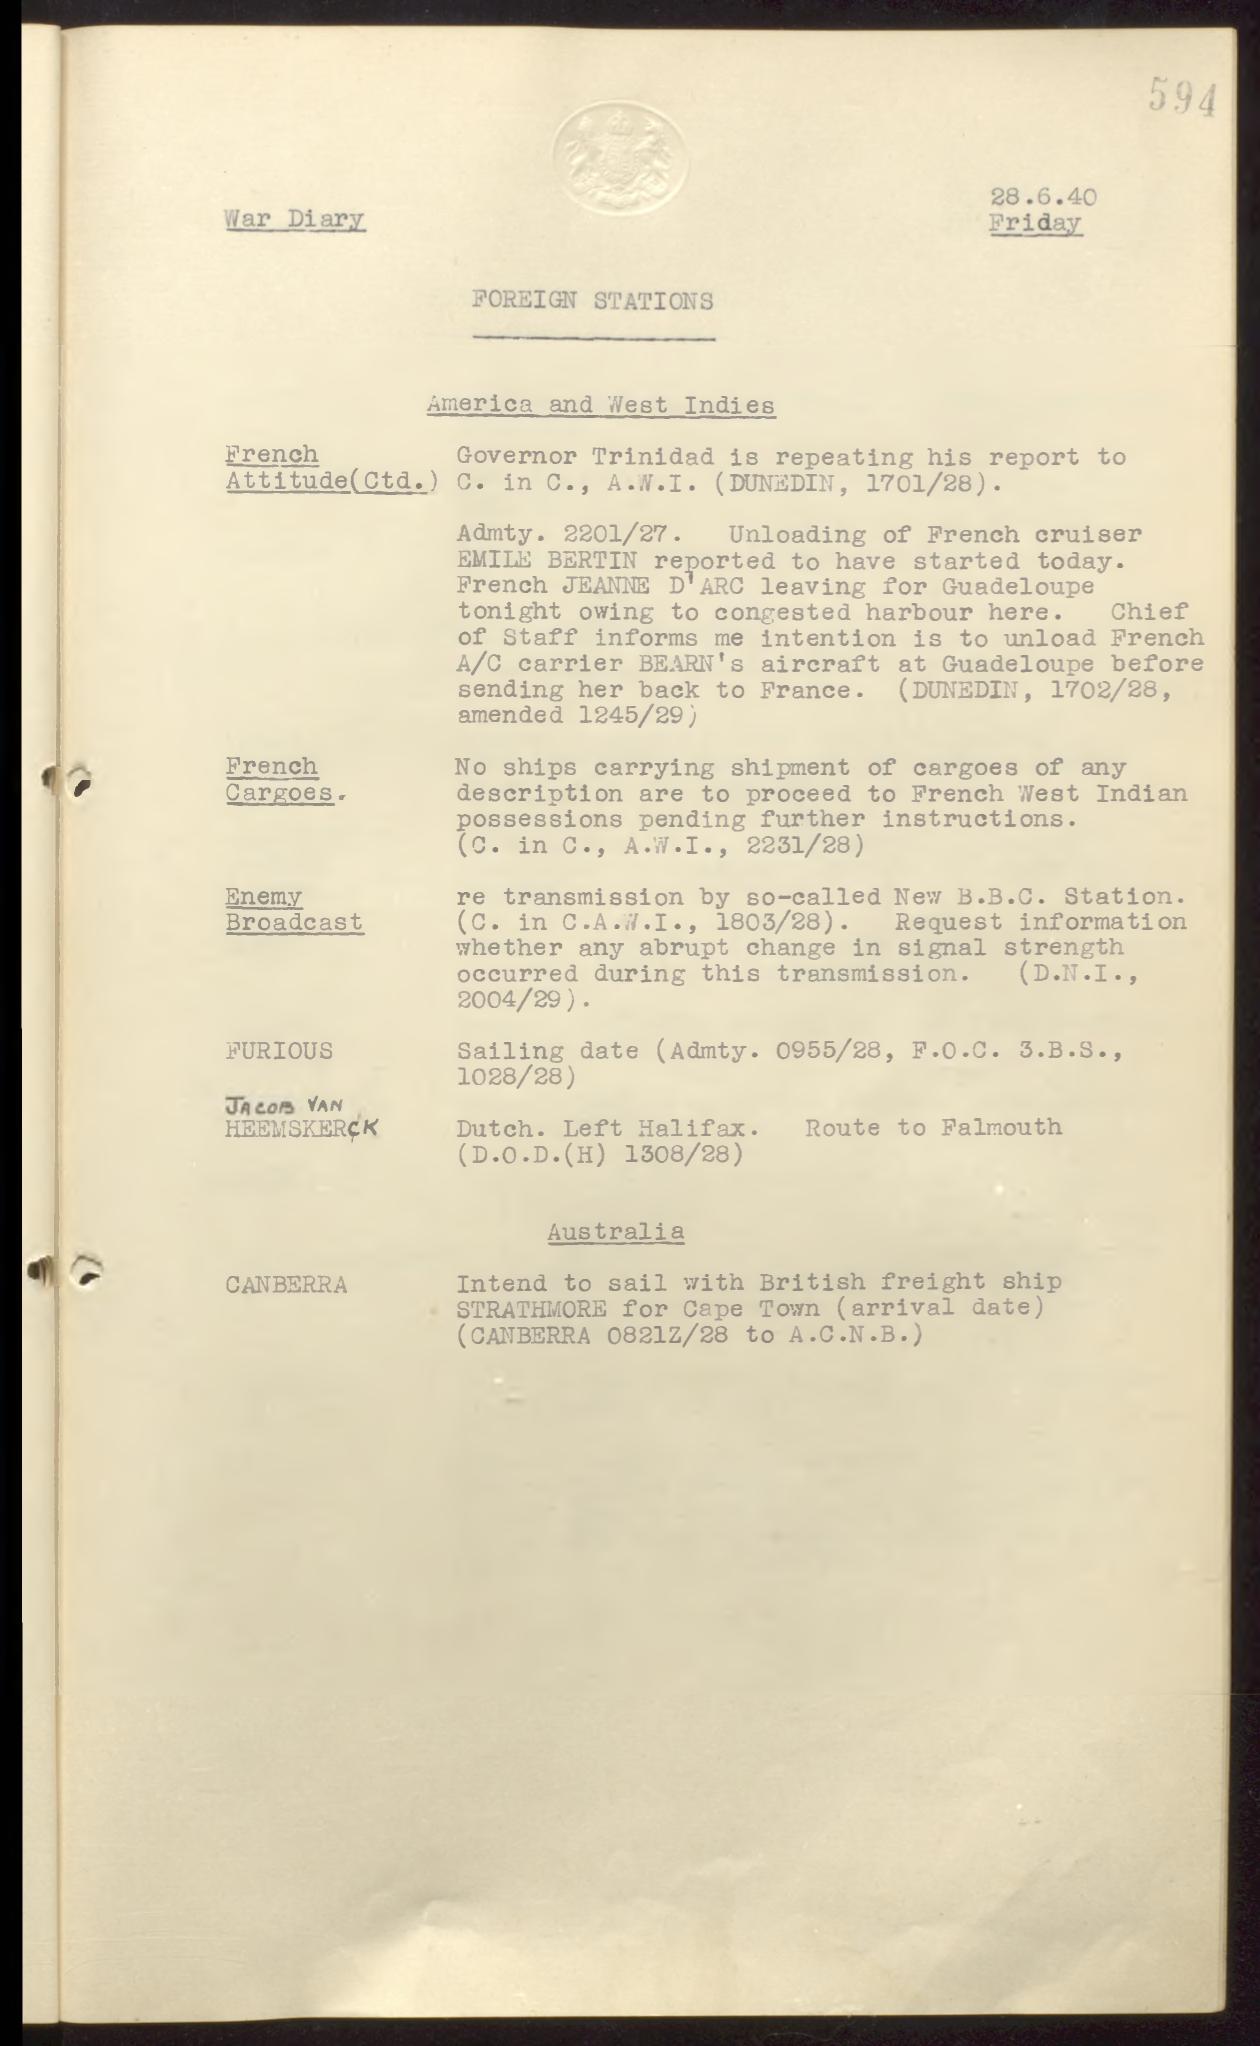 594
War Diary
28.6.40
Friday
FOREIGN STATIONS
America and West Indies
French Attitude(Ctd.)
Governor Trinidad is repeating his report to
C. in C., A.W.I. (DUNEDIN, 1701/28).
Admty. 2201/27. Unloading of French cruiser
EMILE BERTIN reported to have started today.
French JEANNE D'ARC leaving for Guadeloupe
tonight owing to congested harbour here. Chief
of Staff informs me intention is to unload French
A/C carrier BEARN's aircraft at Guadeloupe before
sending her back to France. (DUNEDIN, 1702/28,
amended 1245/29)
French Cargoes.
No ships carrying shipment of cargoes of any
description are to proceed to French West Indian
possessions pending further instructions.
(C. in C., A.W.I., 2231/28)
Enemy Broadcast
re transmission by so-called New B.B.C. Station.
(C. in C.A.W.I., 1803/28). Request information
whether any abrupt change in signal strength
occurred during this transmission. (D.N.I.,
2004/29).
FURIOUS
Sailing date (Admty. 0955/28, F.O.C. 3.B.S.,
1028/28)
JACOB VAN
HEEMSKERCK
Dutch. Left Halifax. Route to Falmouth
(D.O.D.(H) 1308/28)
Australia
CANBERRA
Intend to sail with British freight ship
STRATHMORE for Cape Town (arrival date)
(CANBERRA 0821Z/28 to A.C.N.B.)